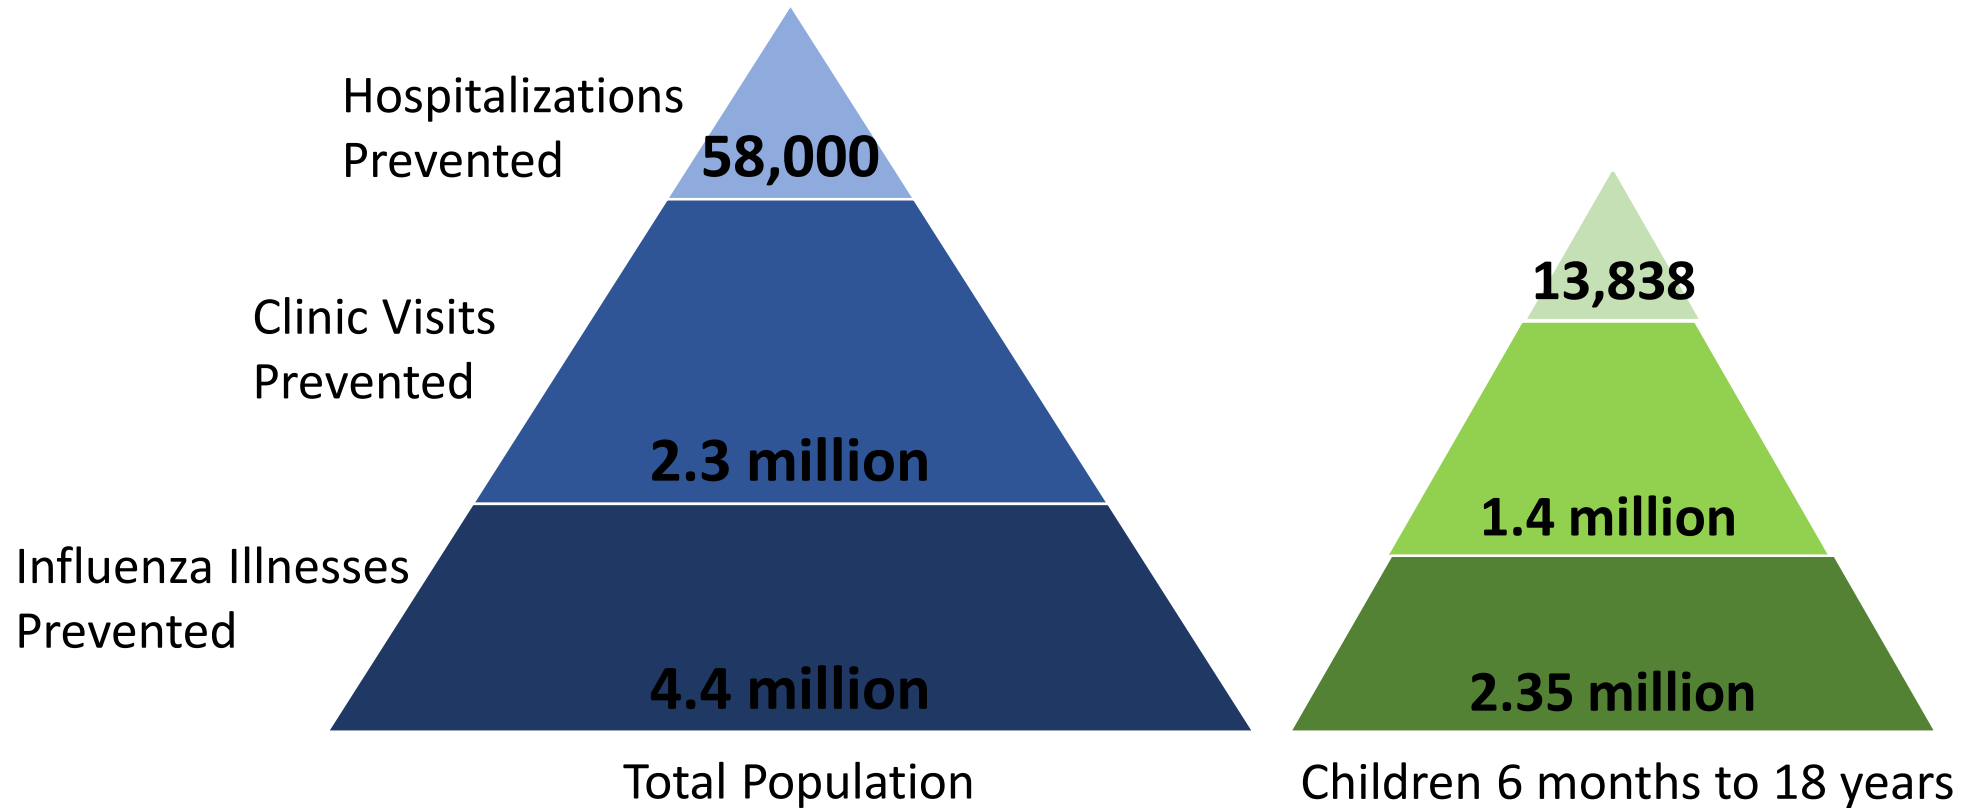 Hospitalizations
Prevented
58,000
13,838
Clinic Visits
Prevented
2.3 million
1.4 million
Influenza Illnesses
Prevented
4.4 million
2.35 million
Total Population
Children 6 months to 18 years